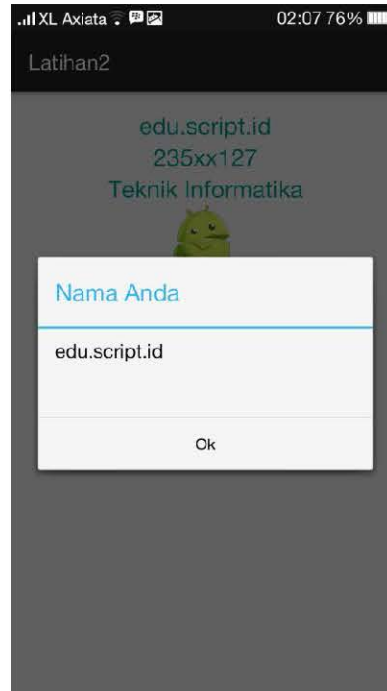 XL Axiata 02:07 76%
Latihan2
edu.script.id
235xx127
Teknik Informatika
Nama Anda
edu.script.id
Ok